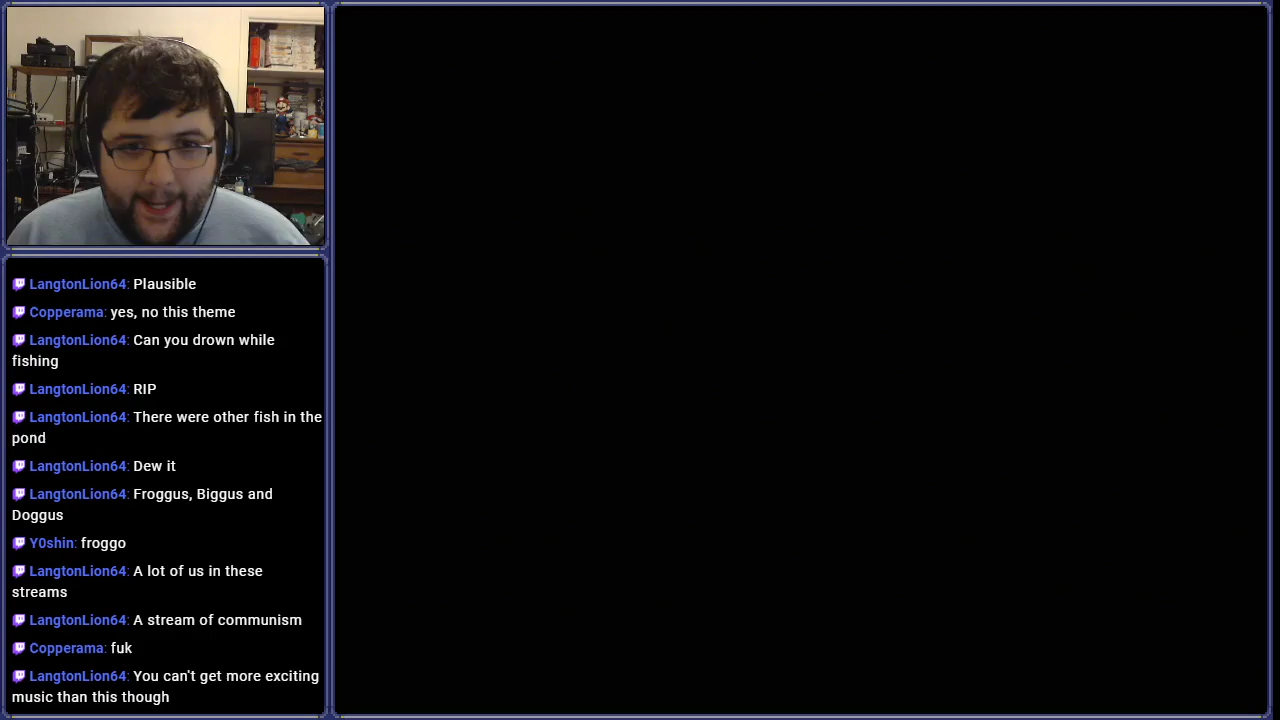 LangtonLion64: Plausible
Copperama: yes, no this theme
LangtonLion64: Can you drown while
fishing
LangtonLion64: RIP
LangtonLion64: There were other fish in the
pond
LangtonLion64: Dew it
LangtonLion64: Froggus, Biggus and
Doggus
Y0shin: froggo
LangtonLion64: A lot of us in these
streams
LangtonLion64: A stream of communism
Copperama: fuk
LangtonLion64: You can't get more exciting
music than this though